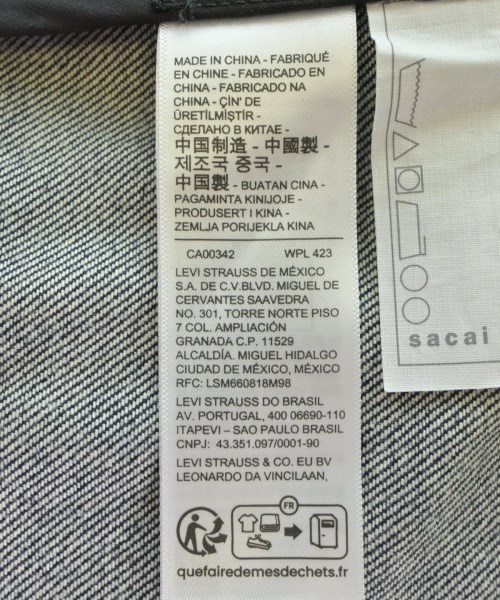 MADE IN CHINA - FABRIQUÉ
EN CHINE - FABRICADO EN
CHINA - FABRICADO NA
CHINA - ÇİN' DE
ÜRETİLMİŞTİR -
СДЕЛАНО В КИТАЕ -
中国制造 - 中國製 -
제조국 중국 -
中国製 - BUATAN CINA -
PAGAMINTA KINIJOJE -
PRODUSERT I KINA -
ZEMLJA PORIJEKLA KINA
CA00342 WPL 423
LEVI STRAUSS DE MÉXICO
S.A. DE C.V.BLVD. MIGUEL DE
CERVANTES SAAVEDRA
NO. 301, TORRE NORTE PISO
7 COL. AMPLIACIÓN
GRANADA C.P. 11529
ALCALDÍA. MIGUEL HIDALGO
CIUDAD DE MÉXICO, MÉXICO
RFC: LSM660818M98
LEVI STRAUSS DO BRASIL
AV. PORTUGAL, 400 06690-110
ITAPEVI – SAO PAULO BRASIL
CNPJ: 43.351.097/0001-90
LEVI STRAUSS & CO. EU BV
LEONARDO DA VINCILAAN,
FR
quefairedemesdechets.fr
sacai